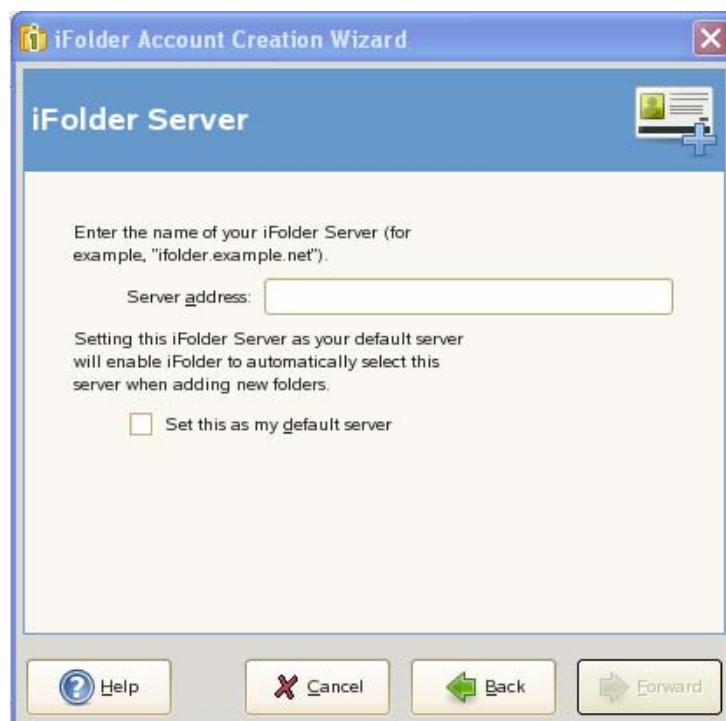 iFolder Account Creation Wizard
iFolder Server
Enter the name of your iFolder Server (for
example, "ifolder.example.net").
Server address:
Setting this iFolder Server as your default server
will enable iFolder to automatically select this
server when adding new folders.
Set this as my default server
Help Cancel Back Forward